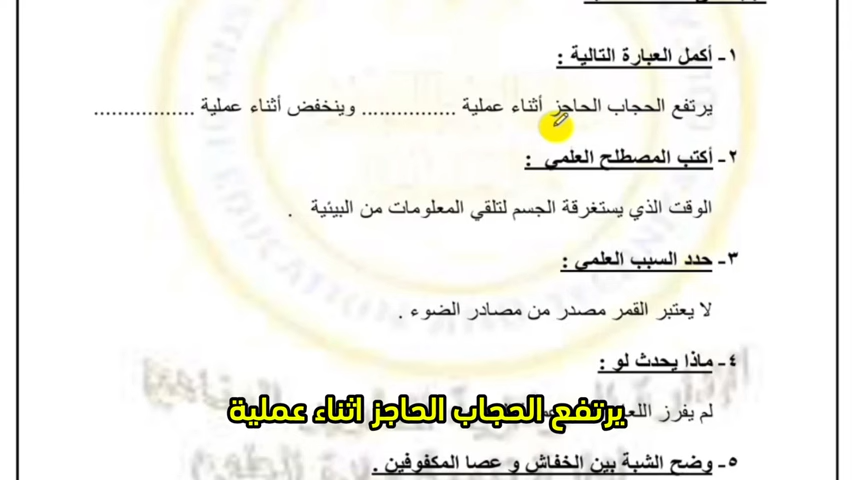 ١- أكمل العبارة التالية :
يرتفع الحجاب الحاجز أثناء عملية ................ وينخفض أثناء عملية .................
٢- أكتب المصطلح العلمي :
الوقت الذي يستغرقة الجسم لتلقي المعلومات من البيئية .
٣- حدد السبب العلمي :
لا يعتبر القمر مصدر من مصادر الضوء .
٤- ماذا يحدث لو :
لم يفرز اللعا
يرتفع الحجاب الحاجز اثناء عملية
٥- وضح الشبة بين الخفاش و عصا المكفوفين .